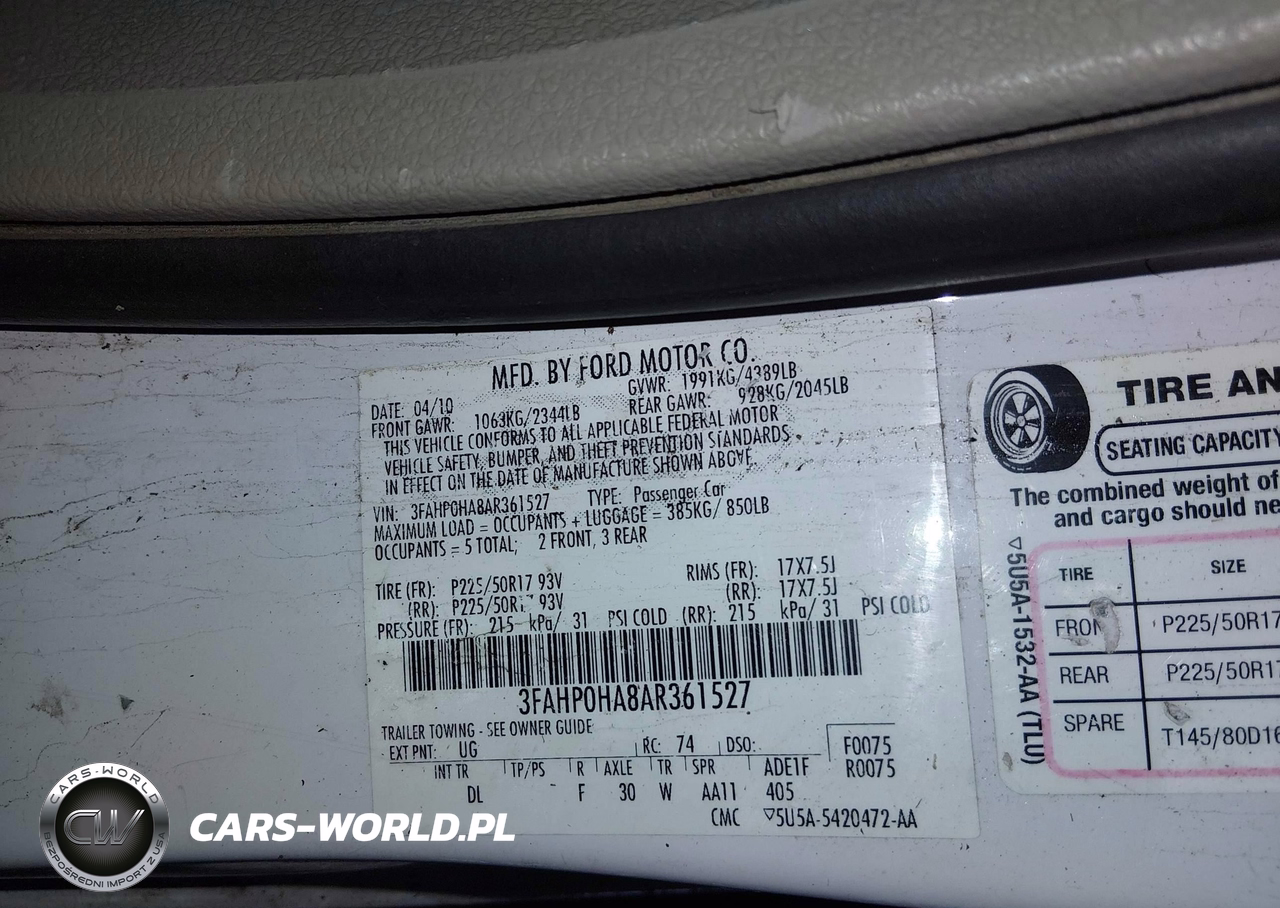 MFD. BY FORD MOTOR CO.
DATE: 04/10 GVWR: 1991KG/4389LB
FRONT GAWR: 1063KG/2344LB REAR GAWR: 928KG/2045LB
THIS VEHICLE CONFORMS TO ALL APPLICABLE FEDERAL MOTOR
VEHICLE SAFETY, BUMPER, AND THEFT PREVENTION STANDARDS
IN EFFECT ON THE DATE OF MANUFACTURE SHOWN ABOVE.
VIN: 3FAHP0HA8AR361527 TYPE: Passenger Car
MAXIMUM LOAD = OCCUPANTS + LUGGAGE = 385KG/ 850LB
OCCUPANTS = 5 TOTAL; 2 FRONT, 3 REAR
TIRE (FR): P225/50R17 93V RIMS (FR): 17X7.5J
(RR): P225/50R17 93V (RR): 17X7.5J
PRESSURE (FR): 215 kPa/ 31 PSI COLD (RR): 215 kPa/ 31 PSI COLD
3FAHP0HA8AR361527
TRAILER TOWING - SEE OWNER GUIDE
EXT PNT: UG RC: 74 DSO: F0075
R0075
INT TR TP/PS R AXLE TR SPR ADE1F
DL F 30 W AA11 405
CMC ▽5U5A-5420472-AA
TIRE AN
SEATING CAPACITY
The combined weight of
and cargo should ne
▽5U5A-1532-AA (TLU)
TIRE SIZE
FRONT P225/50R17
REAR P225/50R17
SPARE T145/80D16
CARS-WORLD
CW
BEZPOŚREDNI IMPORT Z USA
CARS-WORLD.PL